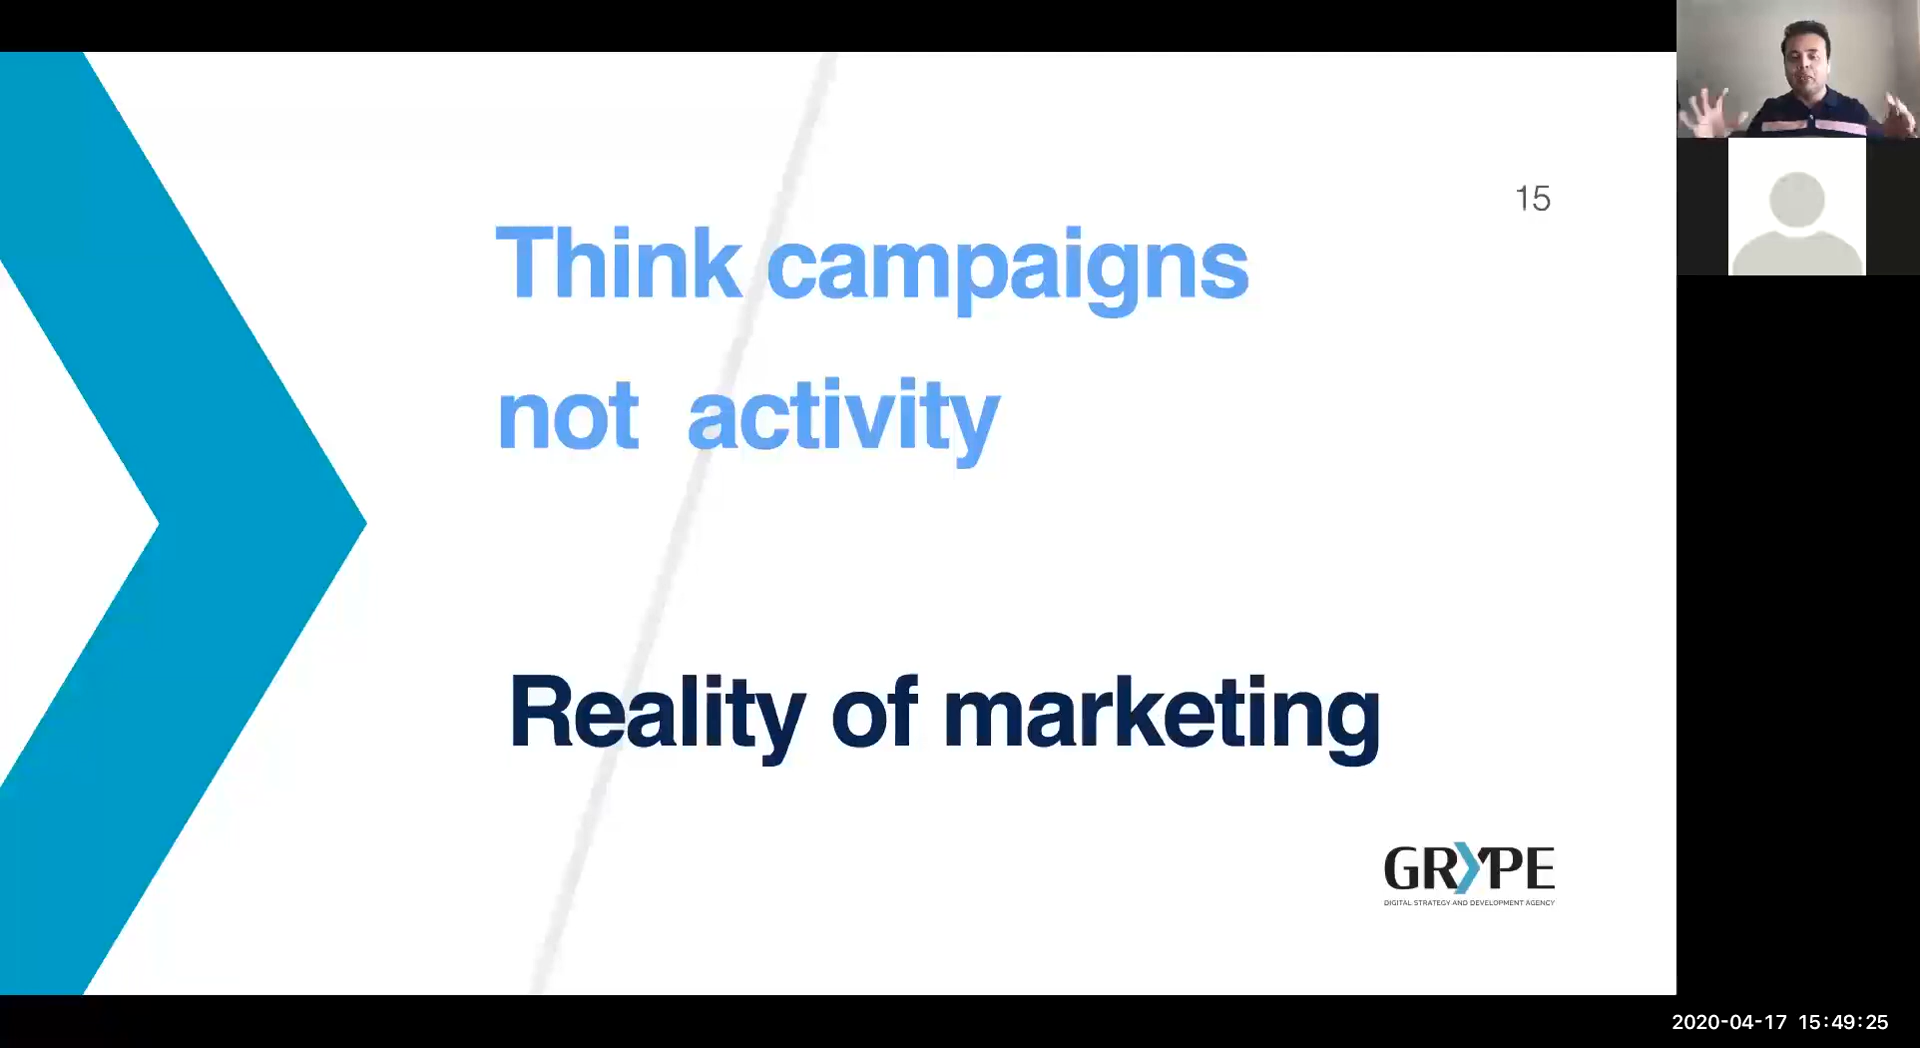 15
Think campaigns
not activity
Reality of marketing
GRYPE
DIGITAL STRATEGY AND DEVELOPMENT AGENCY
2020-04-17 15:49:25